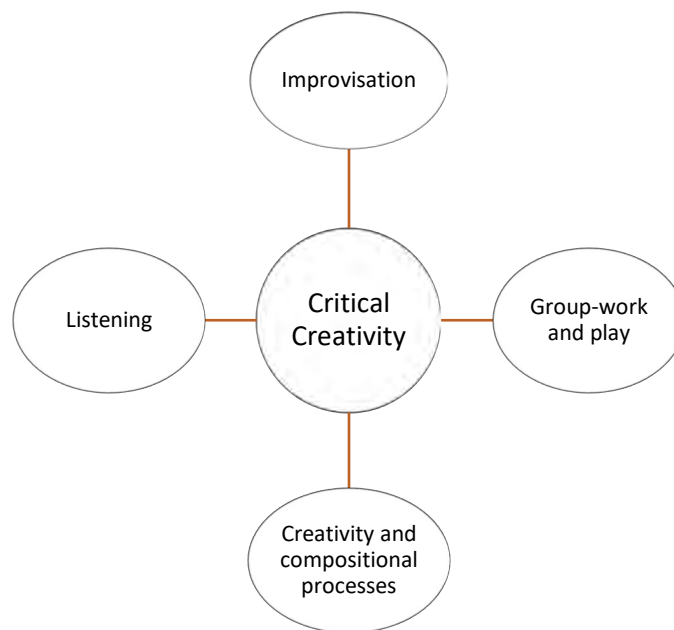 Improvisation
Listening
Critical
Creativity
Group-work
and play
Creativity and
compositional
processes